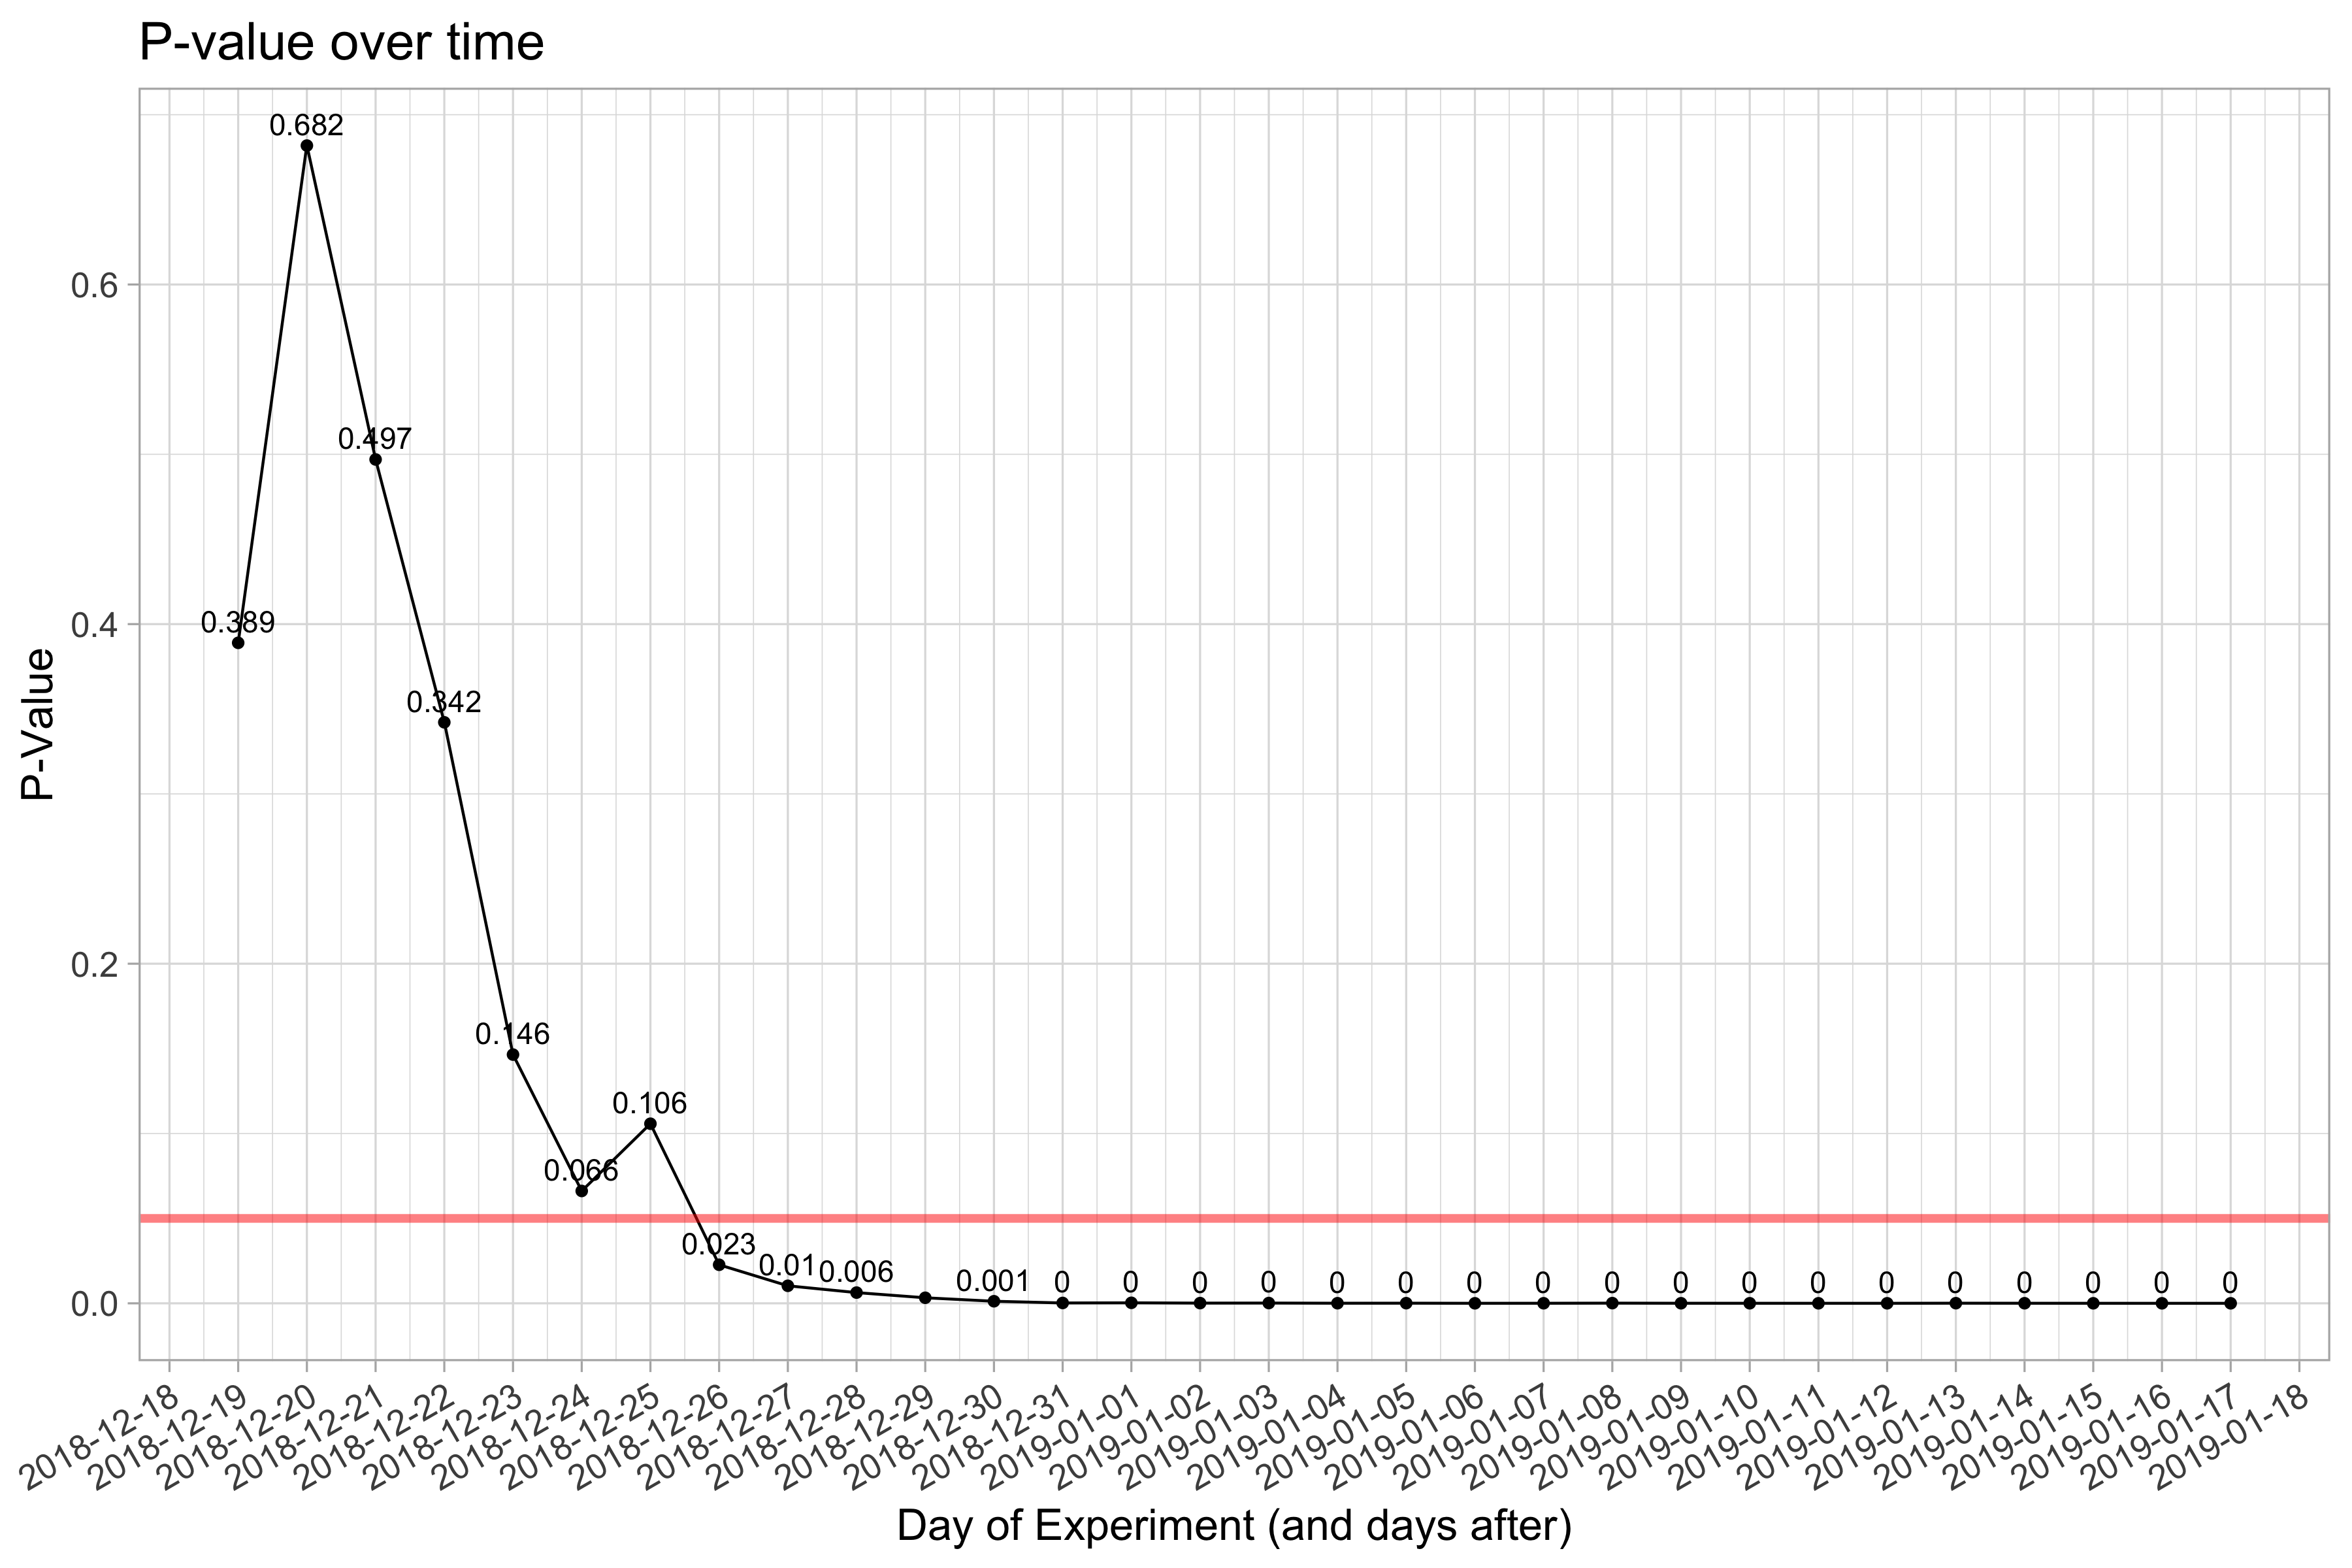 P-value over time
0.682
0.6
0.497
0.4
0.389
0.342
0.2
0.146
0.106
0.066
0.023
0.01 0.006 0.001 0 0 0 0 0 0 0 0 0 0 0 0 0 0 0 0 0 0
0.0
P-Value
2018-12-18 2018-12-19 2018-12-20 2018-12-21 2018-12-22 2018-12-23 2018-12-24 2018-12-25 2018-12-26 2018-12-27 2018-12-28 2018-12-29 2018-12-30 2018-12-31 2019-01-01 2019-01-02 2019-01-03 2019-01-04 2019-01-05 2019-01-06 2019-01-07 2019-01-08 2019-01-09 2019-01-10 2019-01-11 2019-01-12 2019-01-13 2019-01-14 2019-01-15 2019-01-16 2019-01-17 2019-01-18
Day of Experiment (and days after)